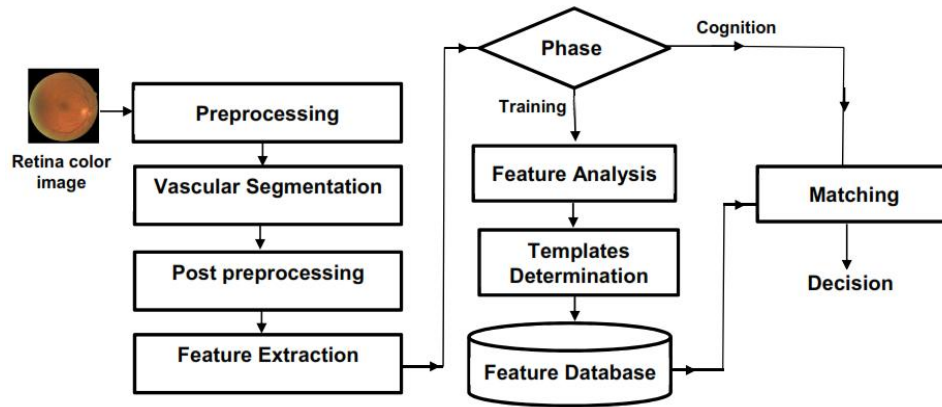 Retina color
image
Preprocessing
Vascular Segmentation
Post preprocessing
Feature Extraction
Phase
Cognition
Training
Feature Analysis
Templates
Determination
Feature Database
Matching
Decision